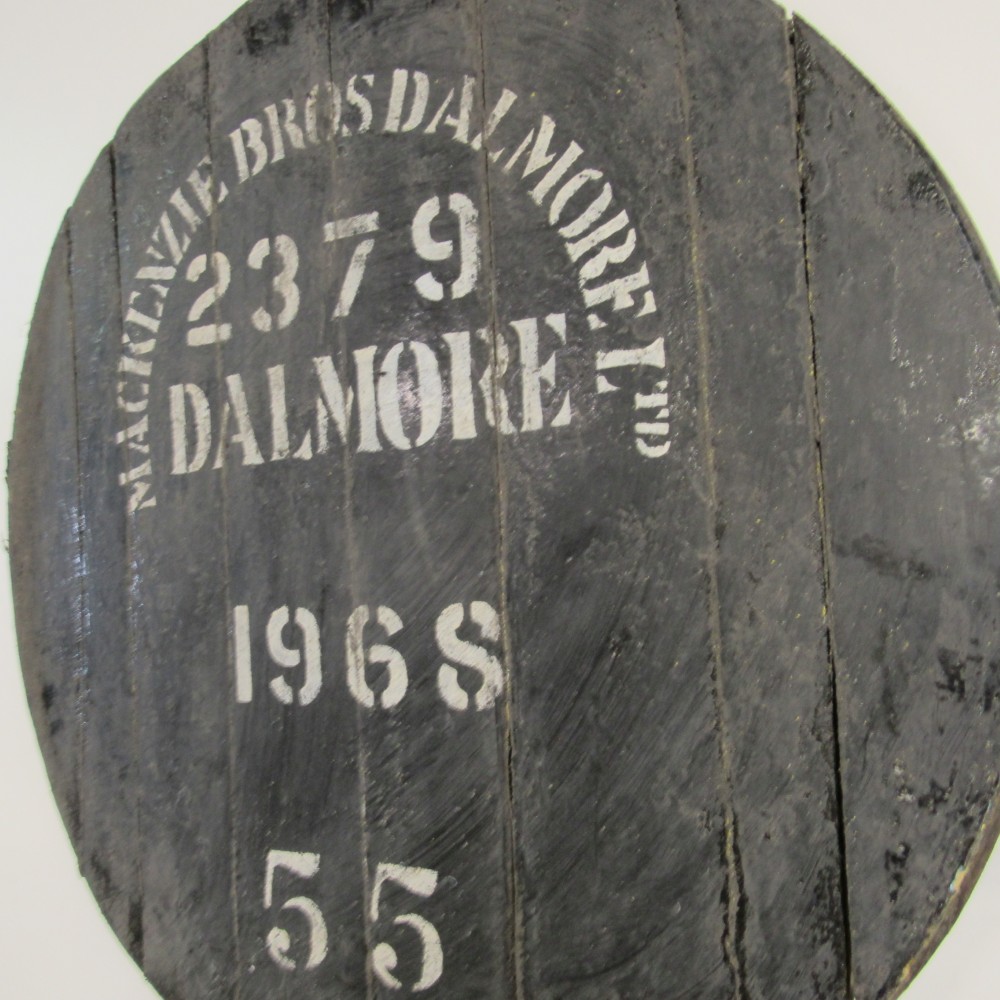 MACKENZIE BROS DALMORE LTD
2379
DALMORE
1968
55